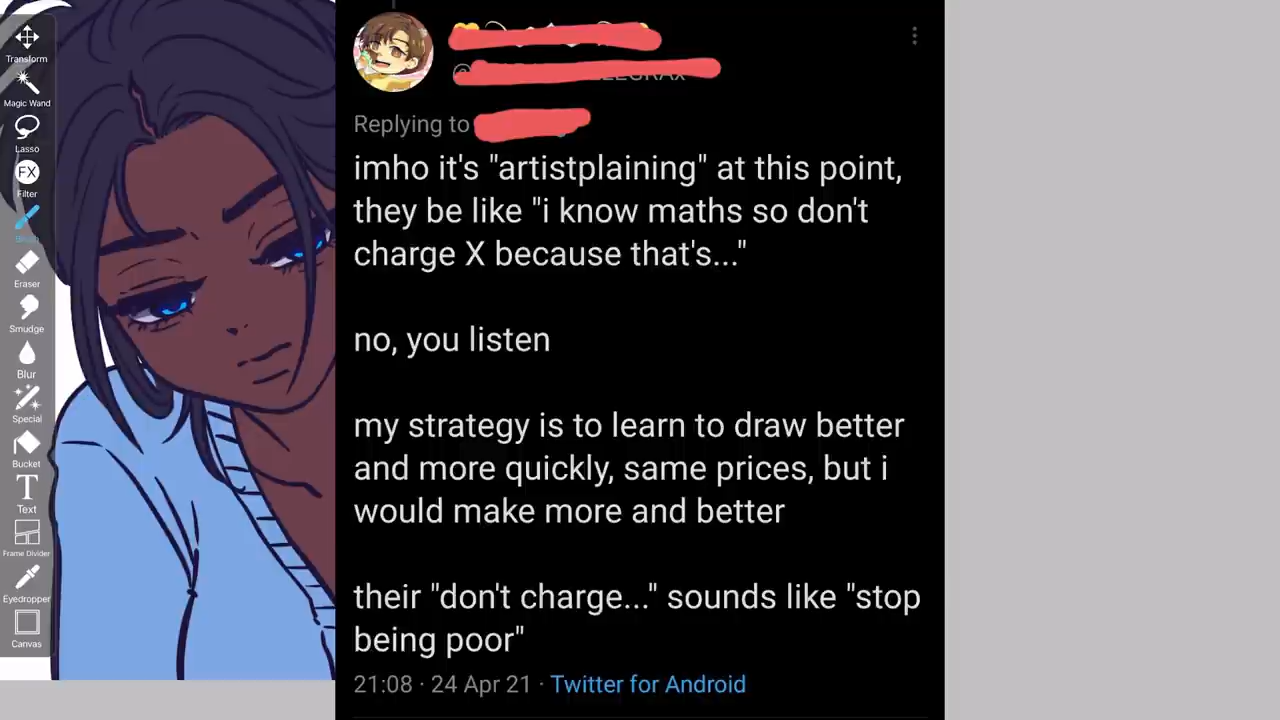 Transform
Magic Wand
Lasso
FX
Filter
Brush
Eraser
Smudge
Blur
Special
Bucket
T
Text
Frame Divider
Eyedropper
Canvas
Replying to
imho it's "artistplaining" at this point,
they be like "i know maths so don't
charge X because that's..."
no, you listen
my strategy is to learn to draw better
and more quickly, same prices, but i
would make more and better
their "don't charge..." sounds like "stop
being poor"
21:08 · 24 Apr 21 · Twitter for Android